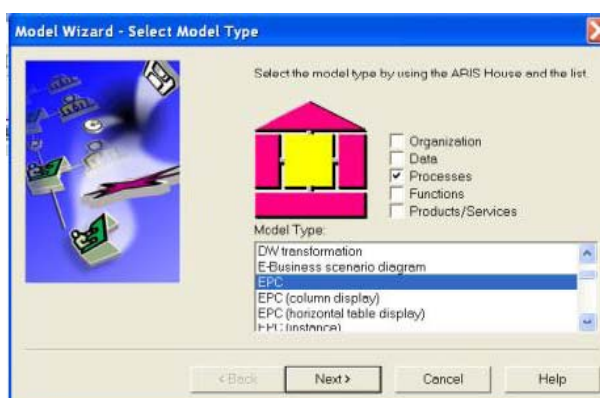 Model Wizard - Select Model Type
Select the model type by using the ARIS House and the list.
Organization
Data
Processes
Functions
Products/Services
Model Type:
DW transformation
E-Business scenario diagram
EPC
EPC (column display)
EPC (horizontal table display)
EPC (instance)
< Back
Next >
Cancel
Help